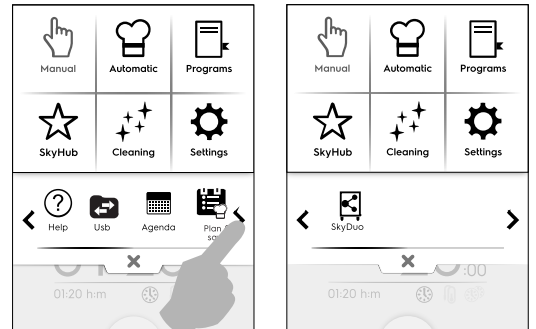 Manual Automatic Programs
SkyHub Cleaning Settings
Help Usb Agenda Plan
01:20 h:m
Manual Automatic Programs
SkyHub Cleaning Settings
SkyDuo
:00
01:20 h:m